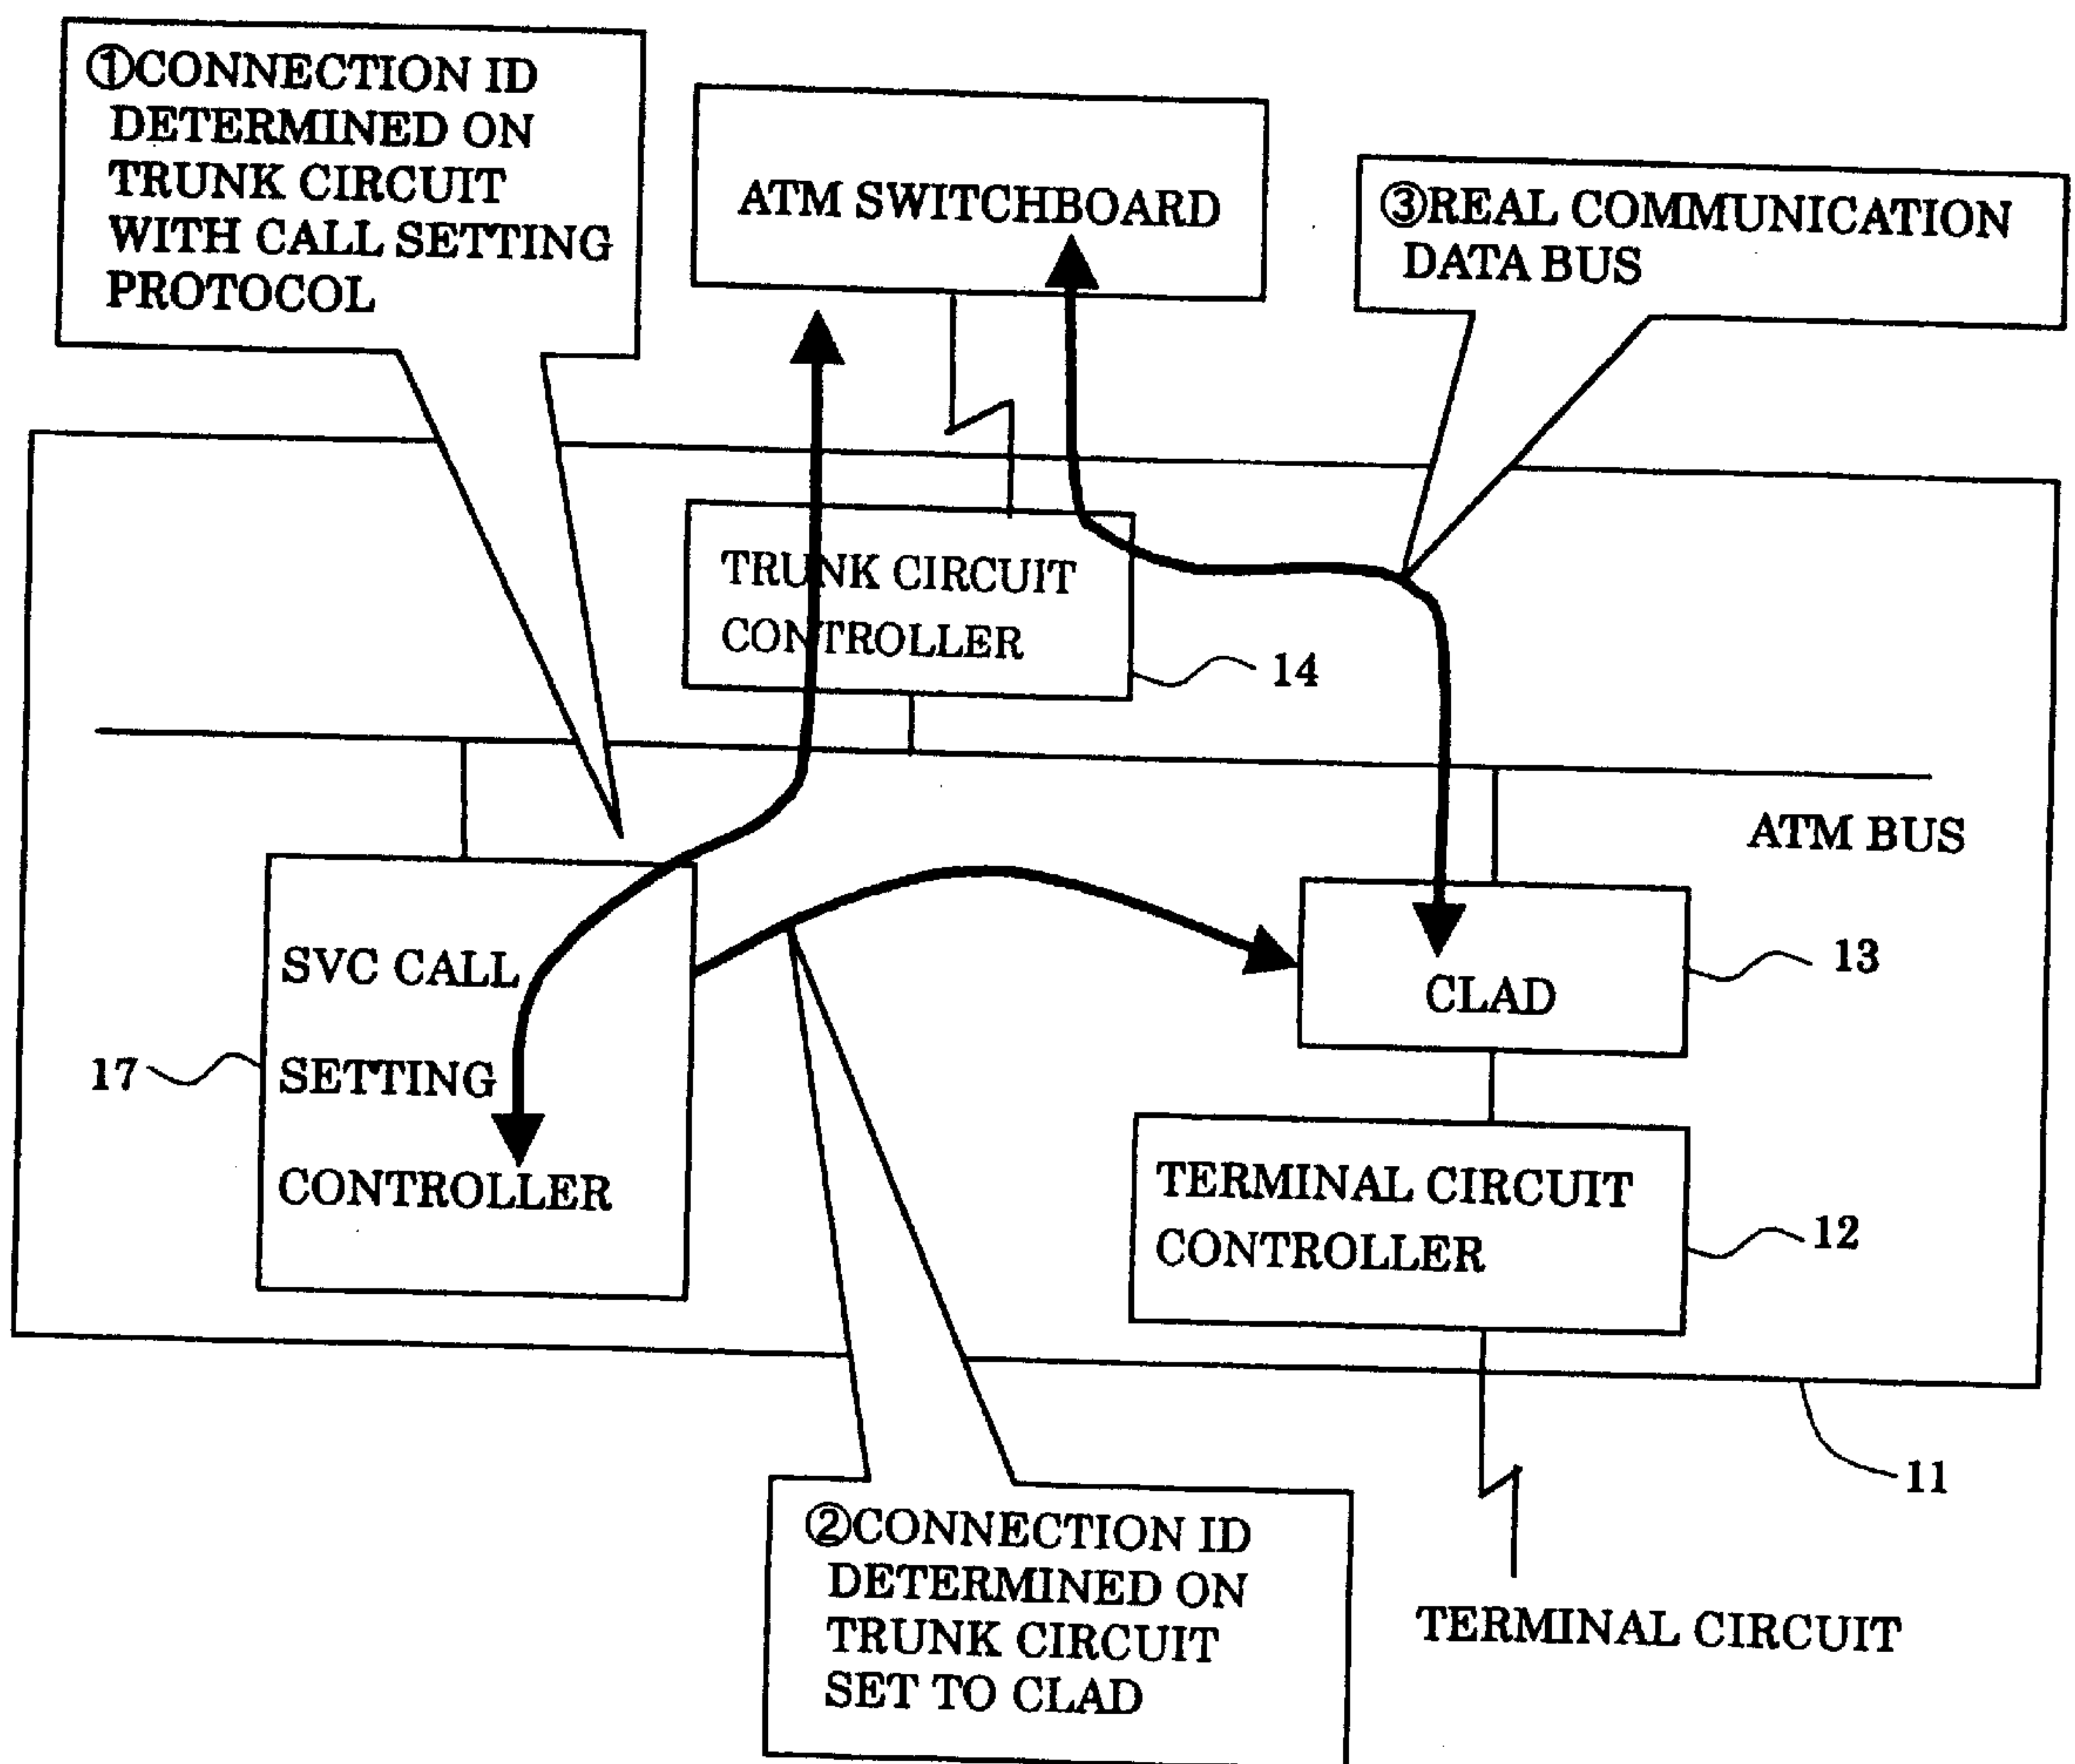 ①CONNECTION ID
DETERMINED ON
TRUNK CIRCUIT
WITH CALL SETTING
PROTOCOL
ATM SWITCHBOARD
③REAL COMMUNICATION
DATA BUS
TRUNK CIRCUIT
CONTROLLER
14
ATM BUS
SVC CALL
SETTING
CONTROLLER
17
CLAD
13
TERMINAL CIRCUIT
CONTROLLER
12
11
②CONNECTION ID
DETERMINED ON
TRUNK CIRCUIT
SET TO CLAD
TERMINAL CIRCUIT